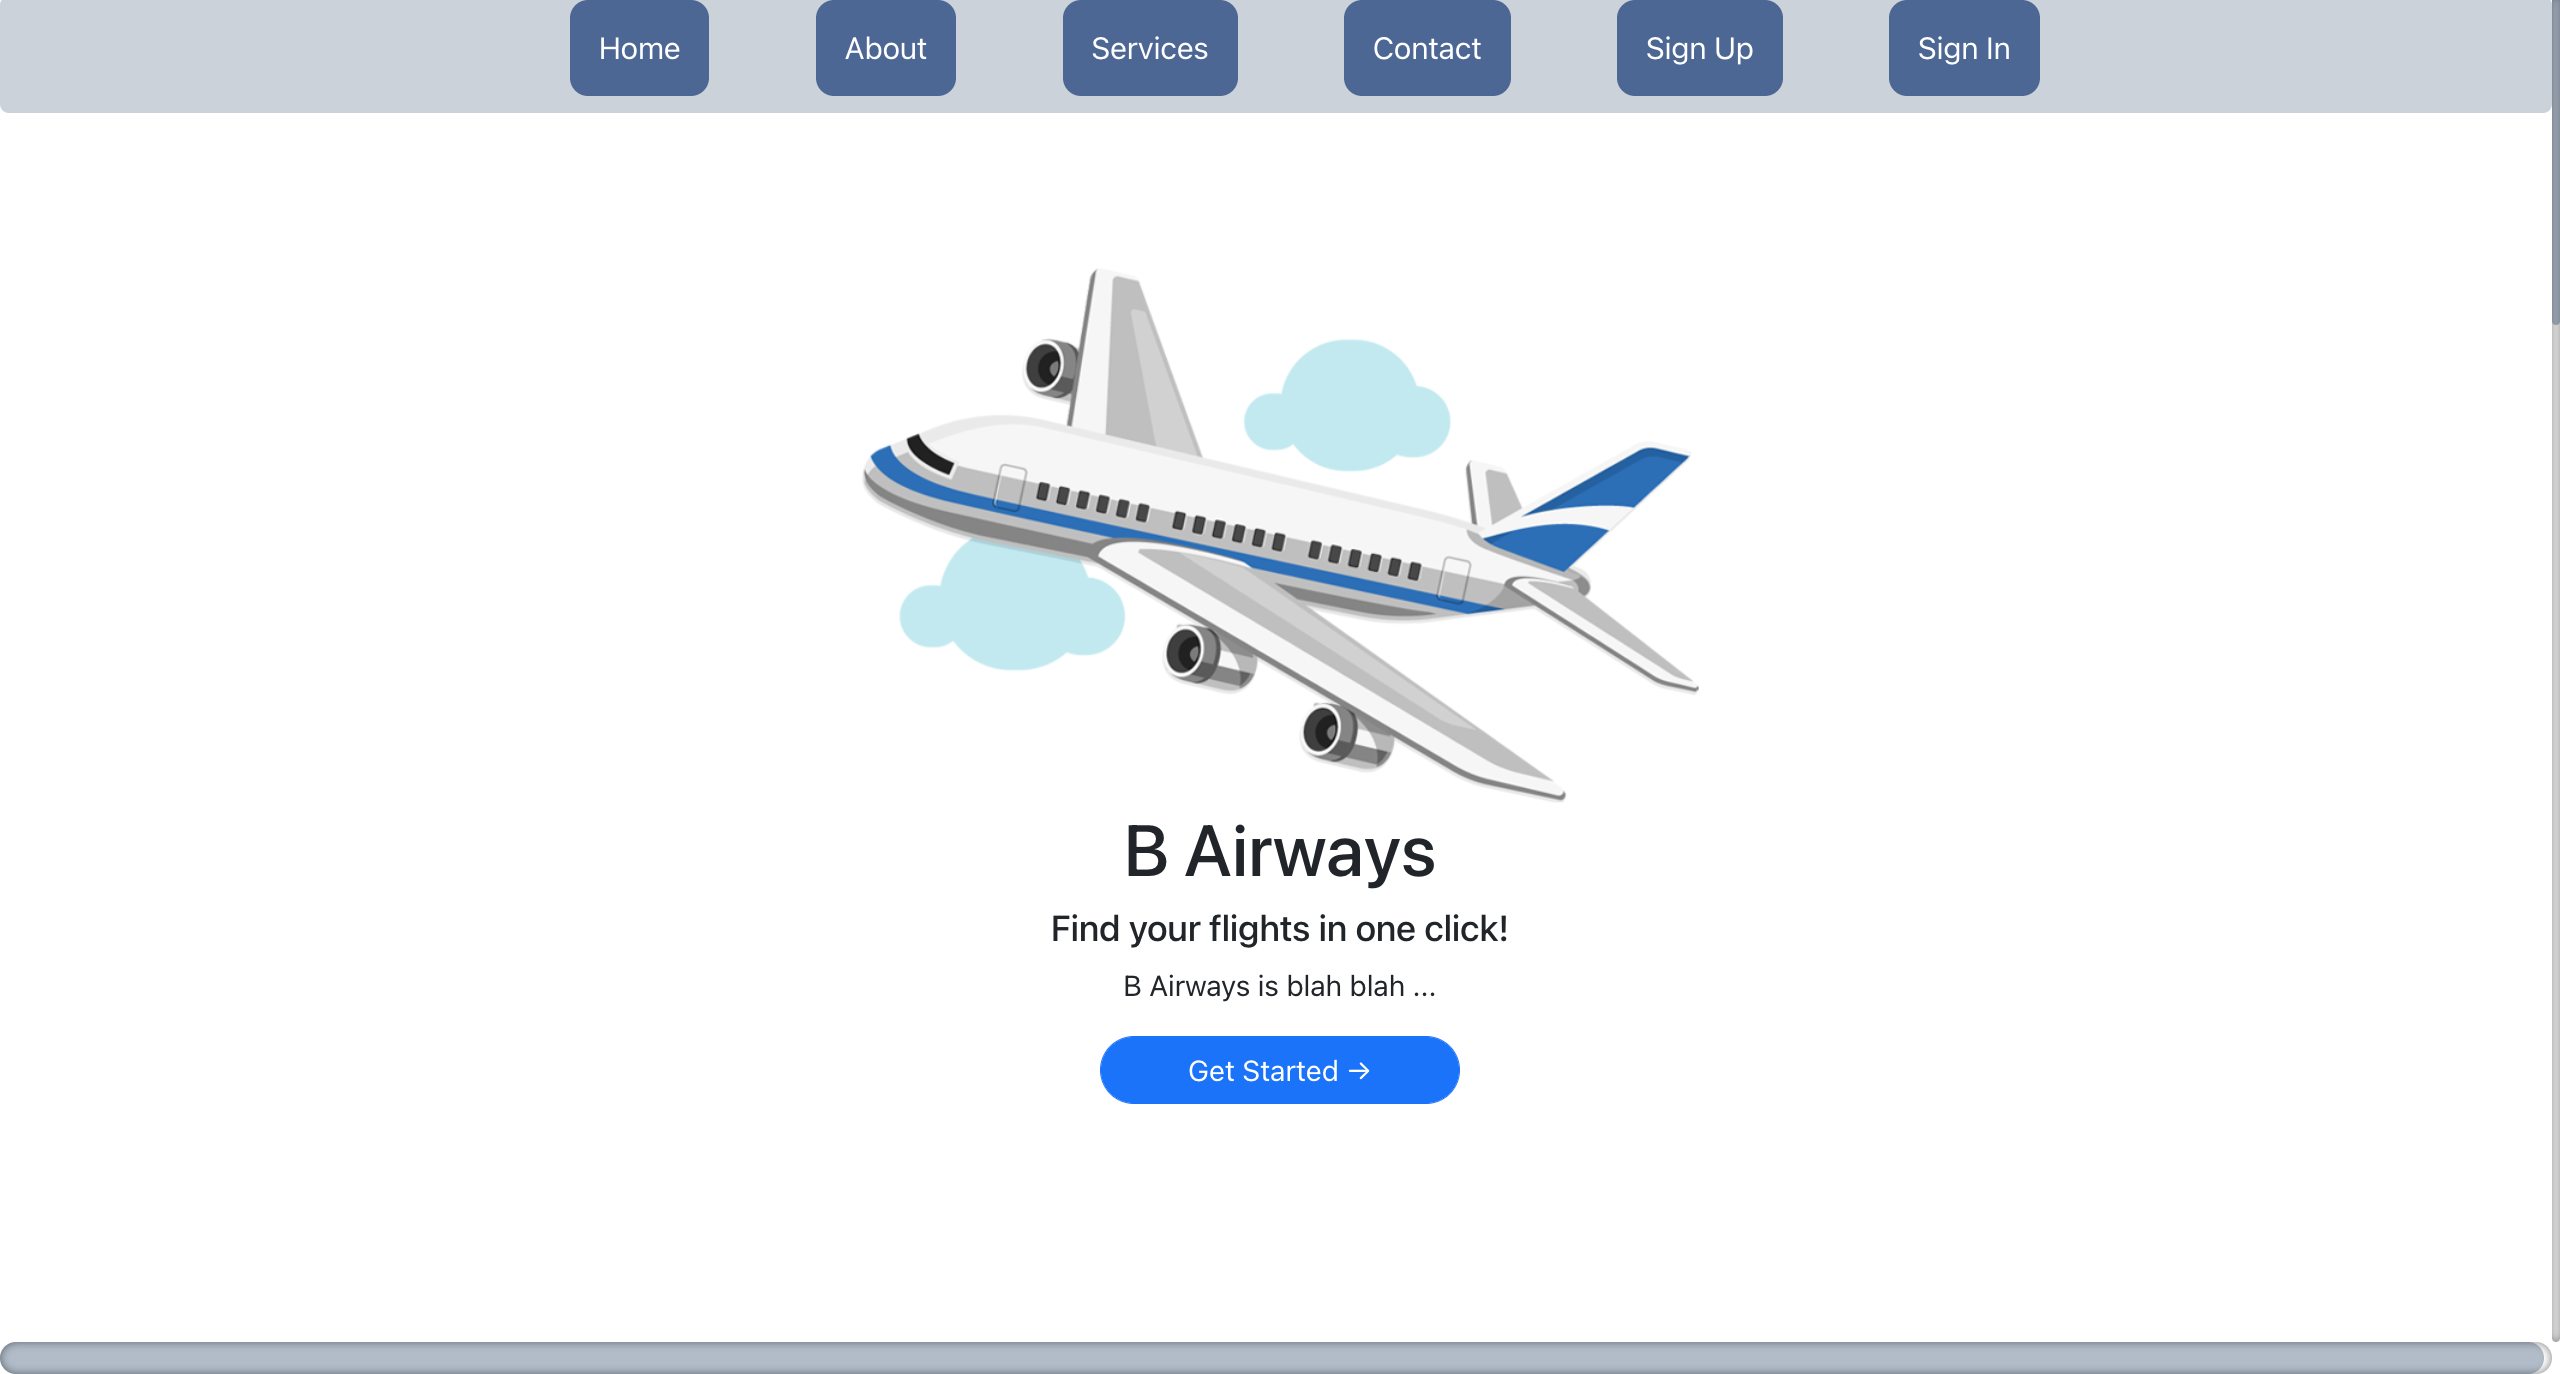 Home About Services Contact Sign Up Sign In
B Airways
Find your flights in one click!
B Airways is blah blah ...
Get Started →